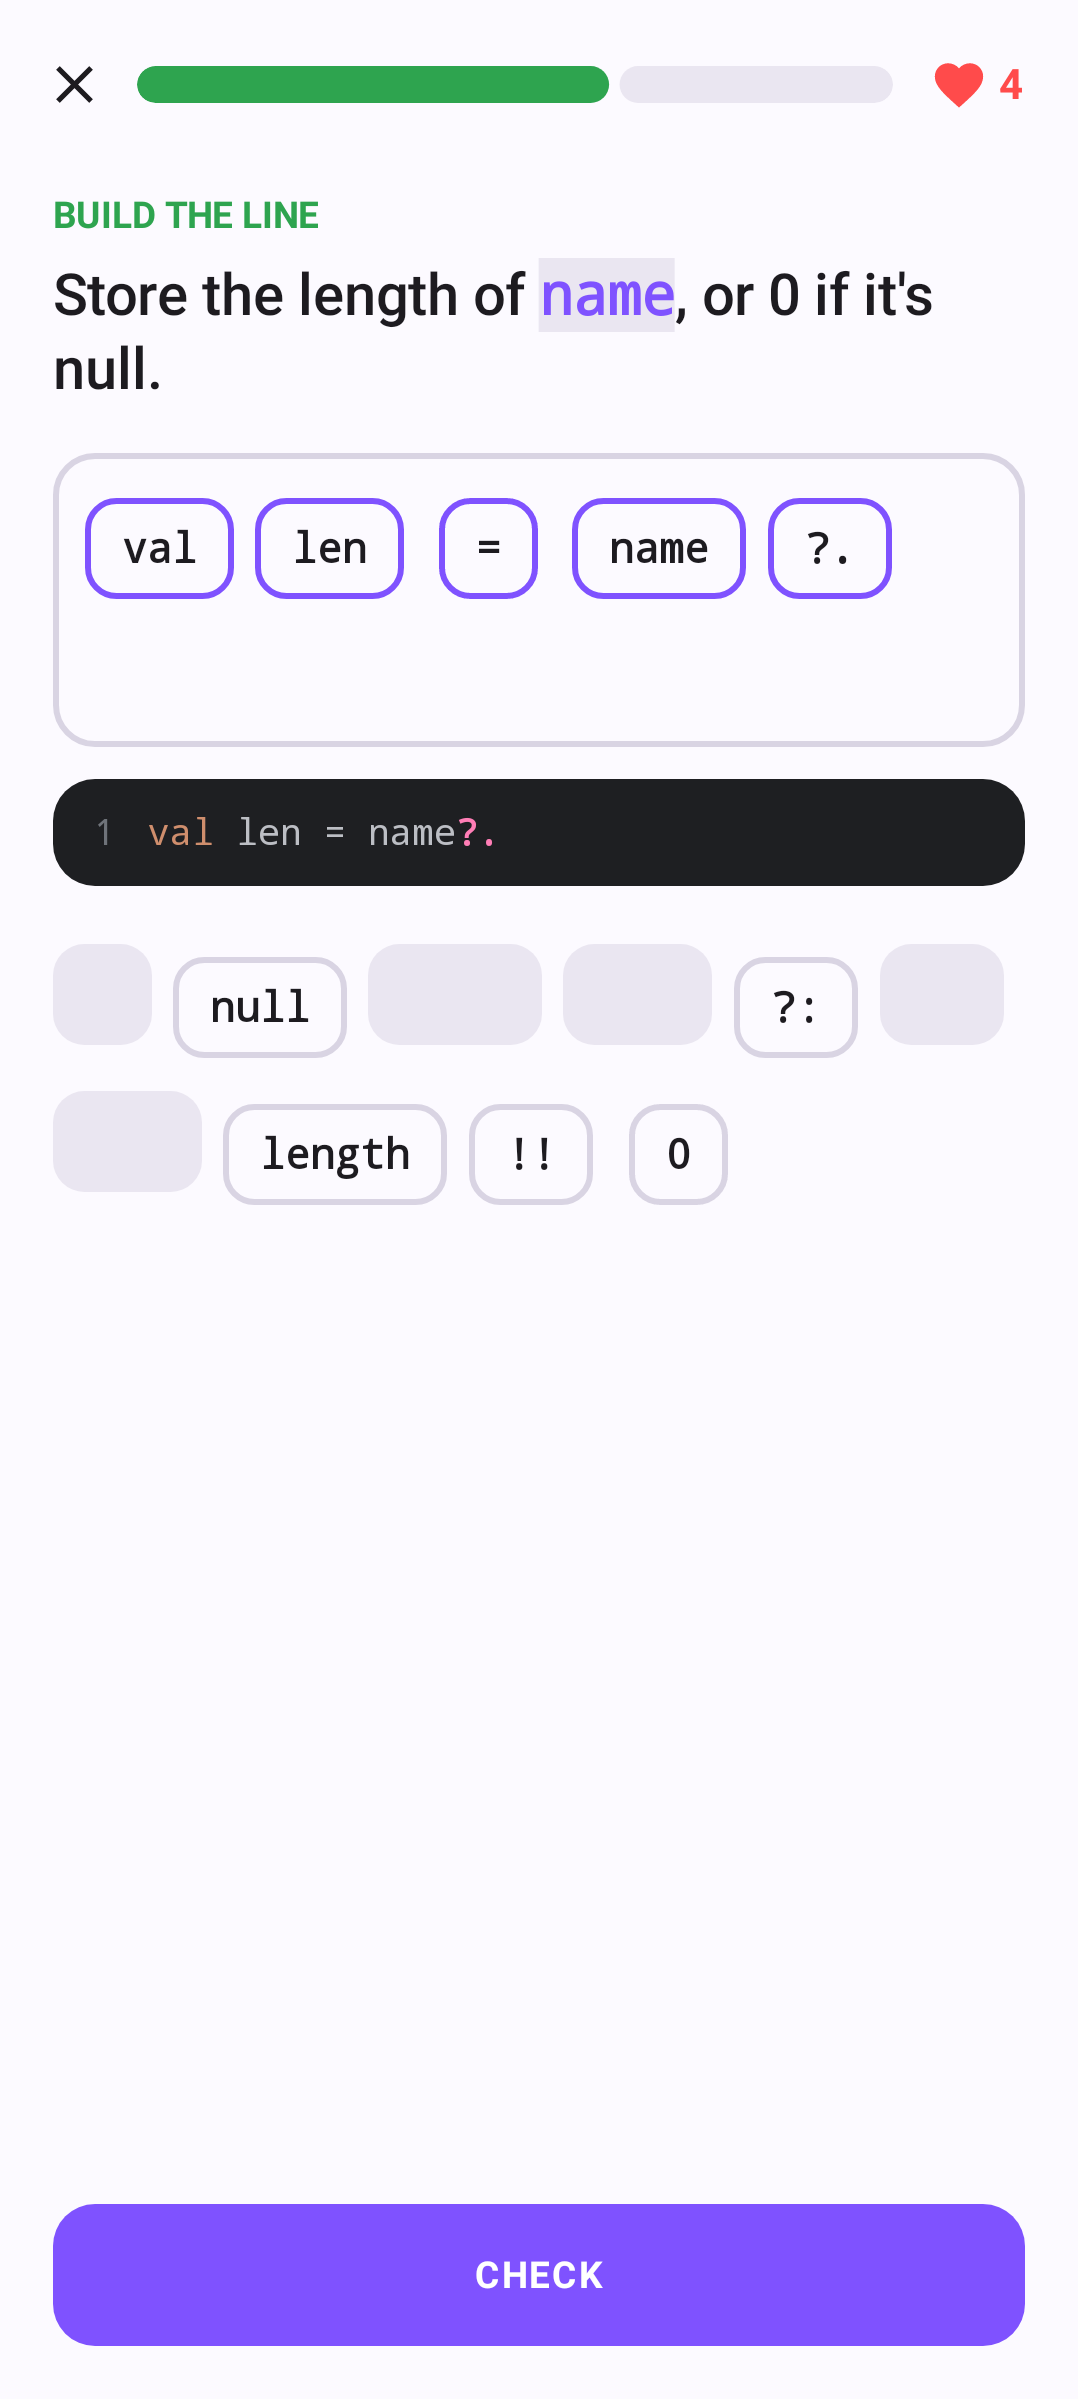 4
BUILD THE LINE
Store the length of name, or 0 if it's
null.
val len = name ?.
1 val len = name?.
null ?:
length !! 0
CHECK